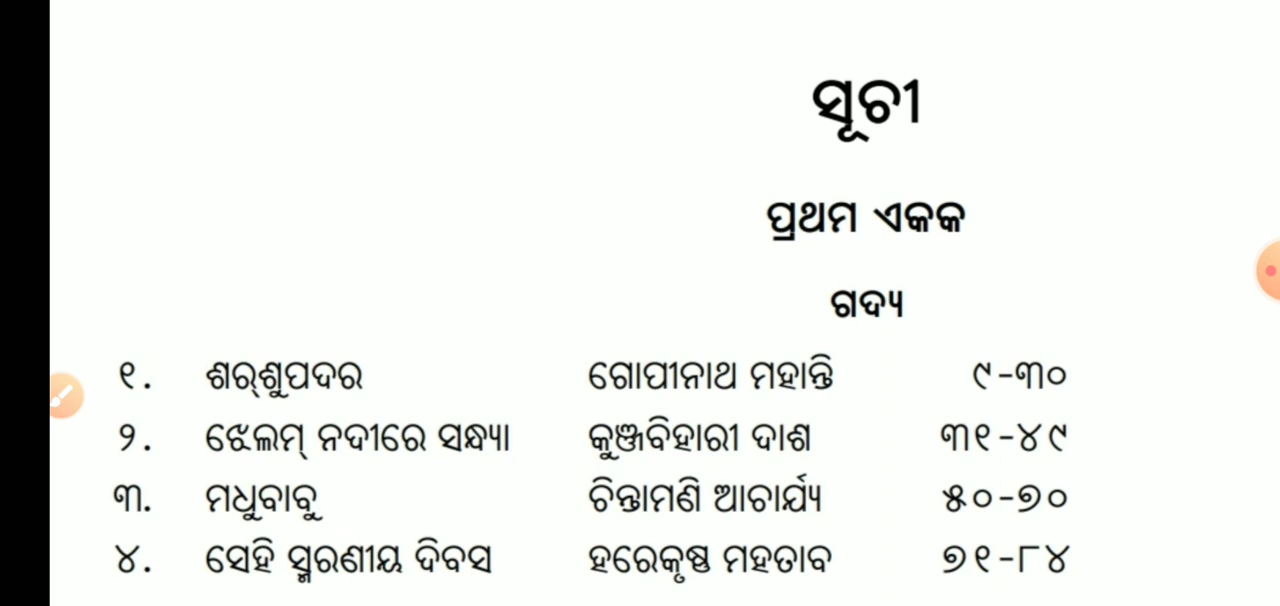 ସୂଚୀ
ପ୍ରଥମ ଏକକ
ଗଦ୍ୟ
୧. ଶର୍ଶୁପଦର ଗୋପୀନାଥ ମହାନ୍ତି ୯-୩୦
୨. ଝେଲମ୍ ନଦୀରେ ସନ୍ଧ୍ୟା କୁଞ୍ଜବିହାରୀ ଦାଶ ୩୧-୪୯
୩. ମଧୁବାବୁ ଚିନ୍ତାମଣି ଆଚାର୍ଯ୍ୟ ୫୦-୭୦
୪. ସେହି ସ୍ମରଣୀୟ ଦିବସ ହରେକୃଷ୍ଣ ମହତାବ ୭୧-୮୪